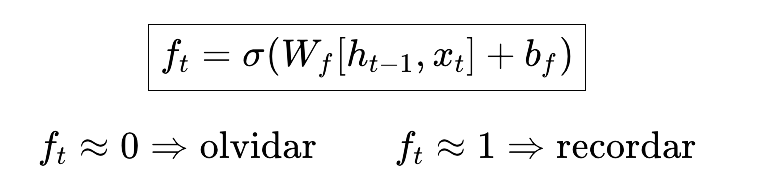 f_t = σ(W_f[h_{t−1}, x_t] + b_f)
f_t ≈ 0 ⇒ olvidar f_t ≈ 1 ⇒ recordar